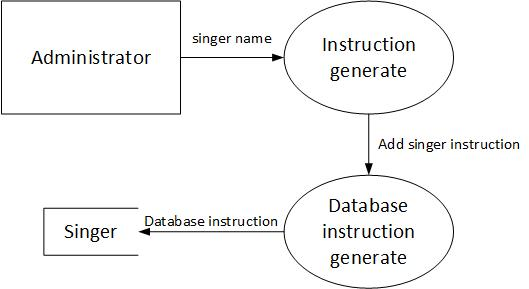 Administrator
singer name
Instruction
generate
Add singer instruction
Singer
Database instruction
Database
instruction
generate